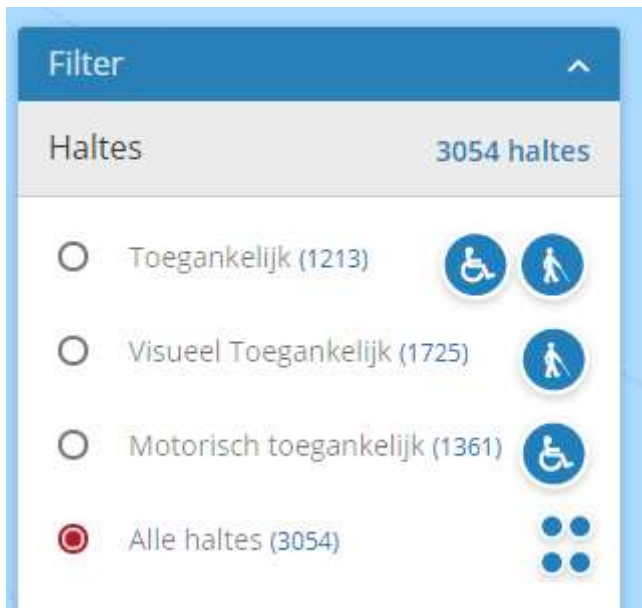 Filter
Haltes 3054 haltes
Toegankelijk (1213)
Visueel Toegankelijk (1725)
Motorisch toegankelijk (1361)
Alle haltes (3054)